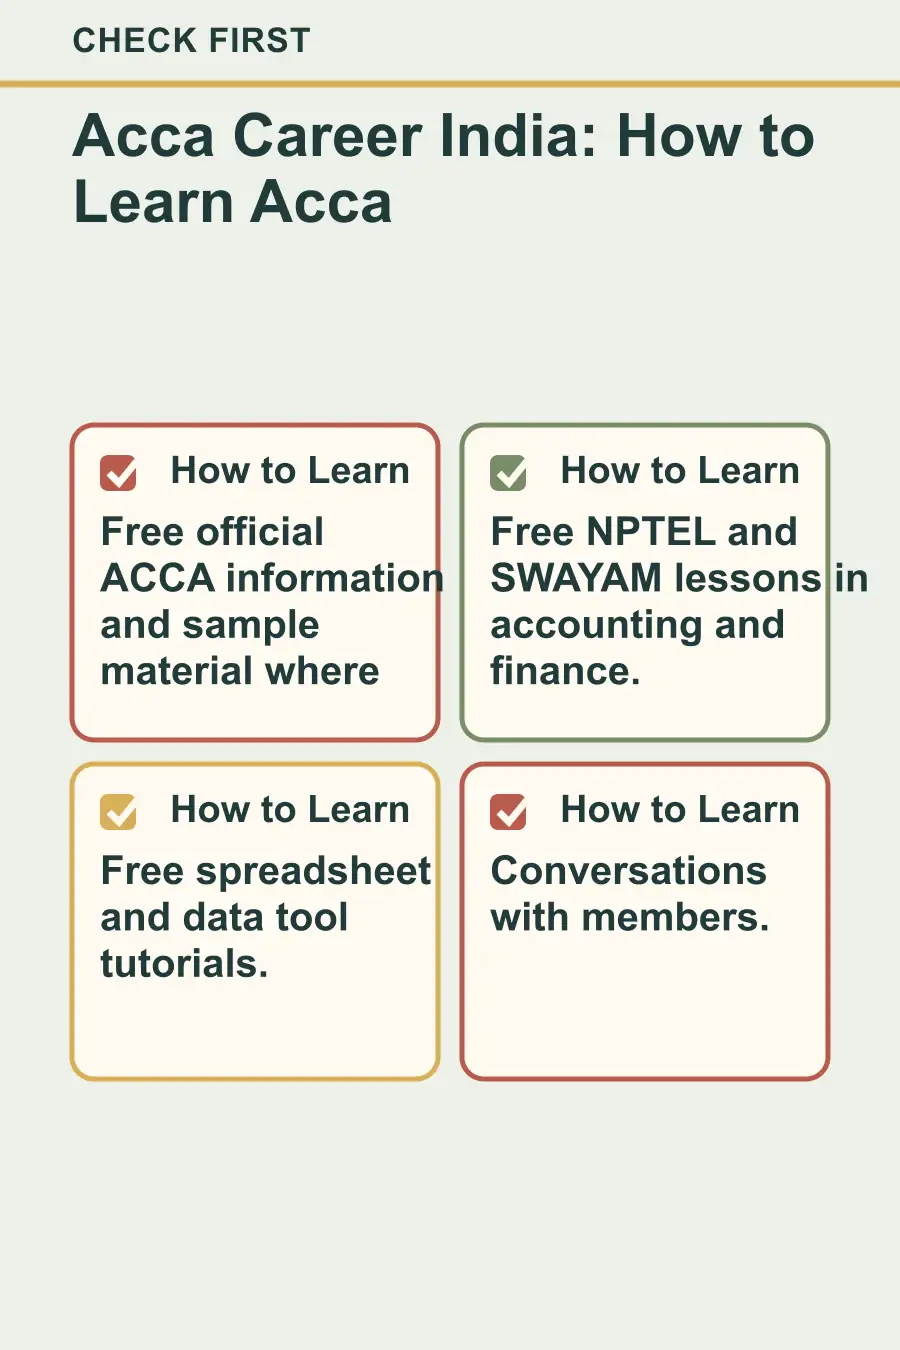 CHECK FIRST
Acca Career India: How to
Learn Acca
How to Learn
Free official
ACCA information
and sample
material where
How to Learn
Free NPTEL and
SWAYAM lessons in
accounting and
finance.
How to Learn
Free spreadsheet
and data tool
tutorials.
How to Learn
Conversations
with members.